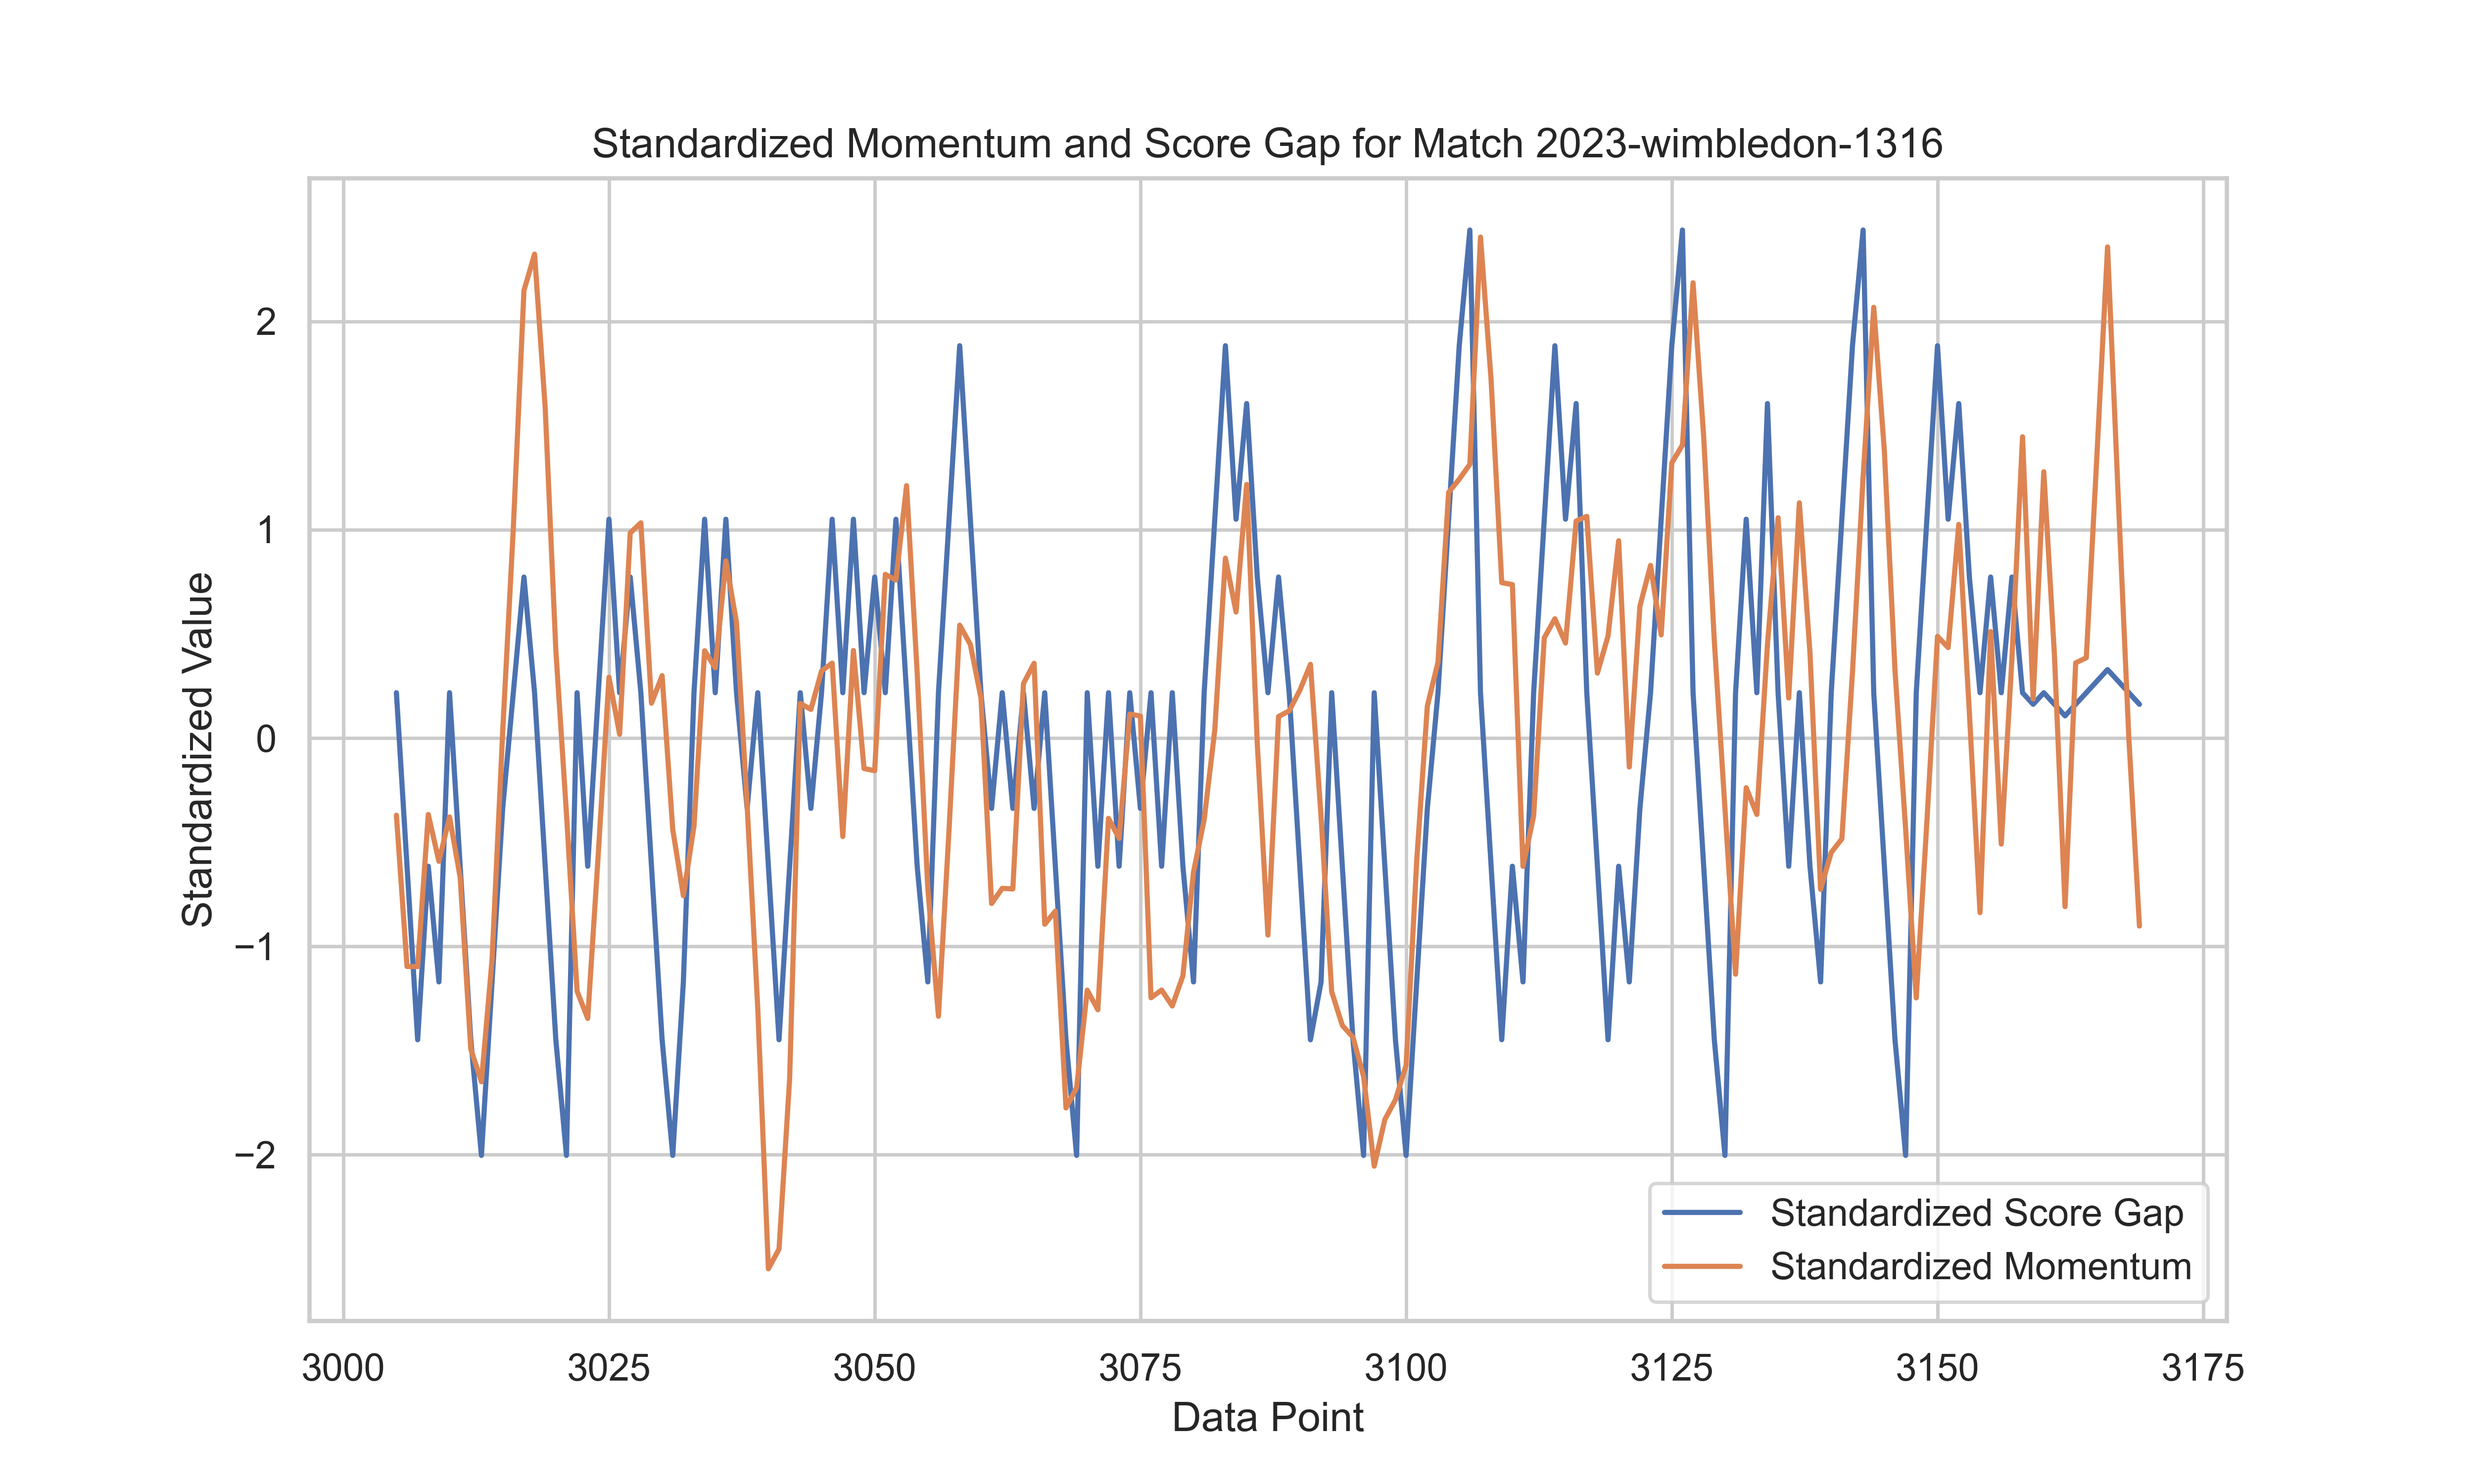 Standardized Momentum and Score Gap for Match 2023-wimbledon-1316
Standardized Value
2
1
0
−1
−2
Standardized Score Gap
Standardized Momentum
3000 3025 3050 3075 3100 3125 3150 3175
Data Point